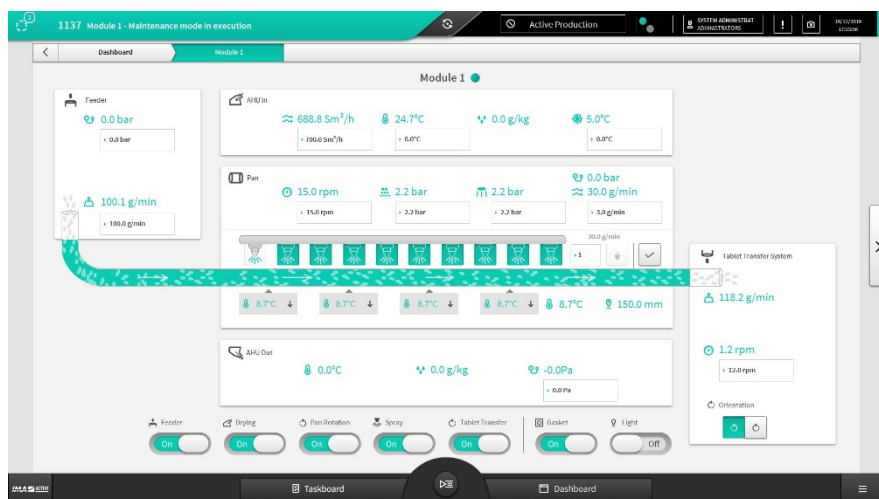 2
1137 Module 1 - Maintenance mode in execution
Active Production
SYSTEM ADMINISTRAT
ADMINISTRATORS
!
18/12/2019
Dashboard
Module 1
Module 1
Feeder
0.0 bar
0.0 bar
100.1 g/min
100.0 g/min
AHU In
688.8 Sm³/h
24.7°C
0.0 g/kg
5.0°C
700.0 Sm³/h
0.0°C
0.0°C
Pan
0.0 bar
15.0 rpm
2.2 bar
2.2 bar
30.0 g/min
15.0 rpm
2.2 bar
2.2 bar
3.0 g/min
30.0 g/min
1
8.7°C
8.7°C
8.7°C
8.7°C
8.7°C
150.0 mm
Tablet Transfer System
118.2 g/min
1.2 rpm
12.0 rpm
Orientation
AHU Out
0.0°C
0.0 g/kg
-0.0Pa
0.0 Pa
Feeder
Drying
Pan Rotation
Spray
Tablet Transfer
Gasket
Light
On
On
On
On
On
On
Off
IMA ACTIVE
Taskboard
Dashboard